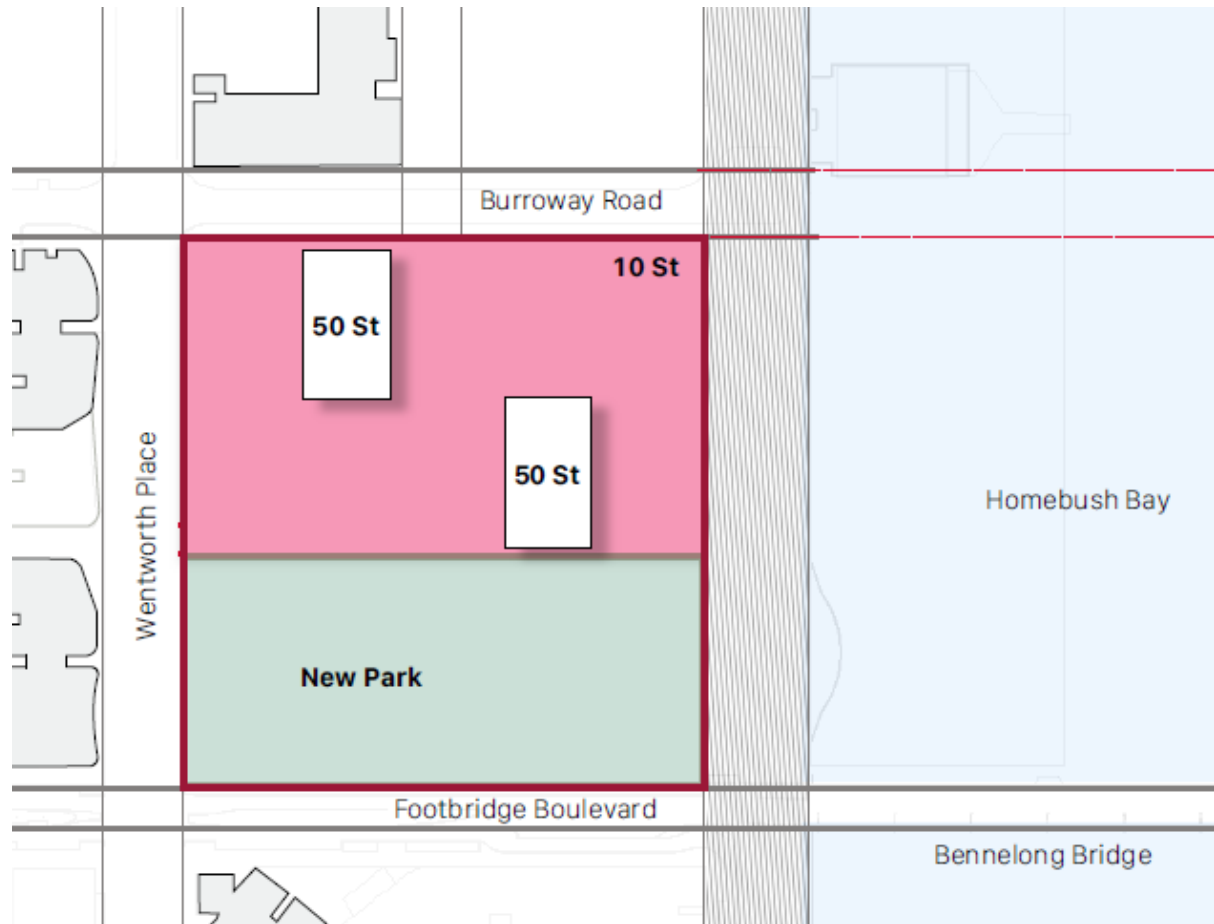 Burroway Road
10 St
50 St
50 St
Wentworth Place
Homebush Bay
New Park
Footbridge Boulevard
Bennelong Bridge